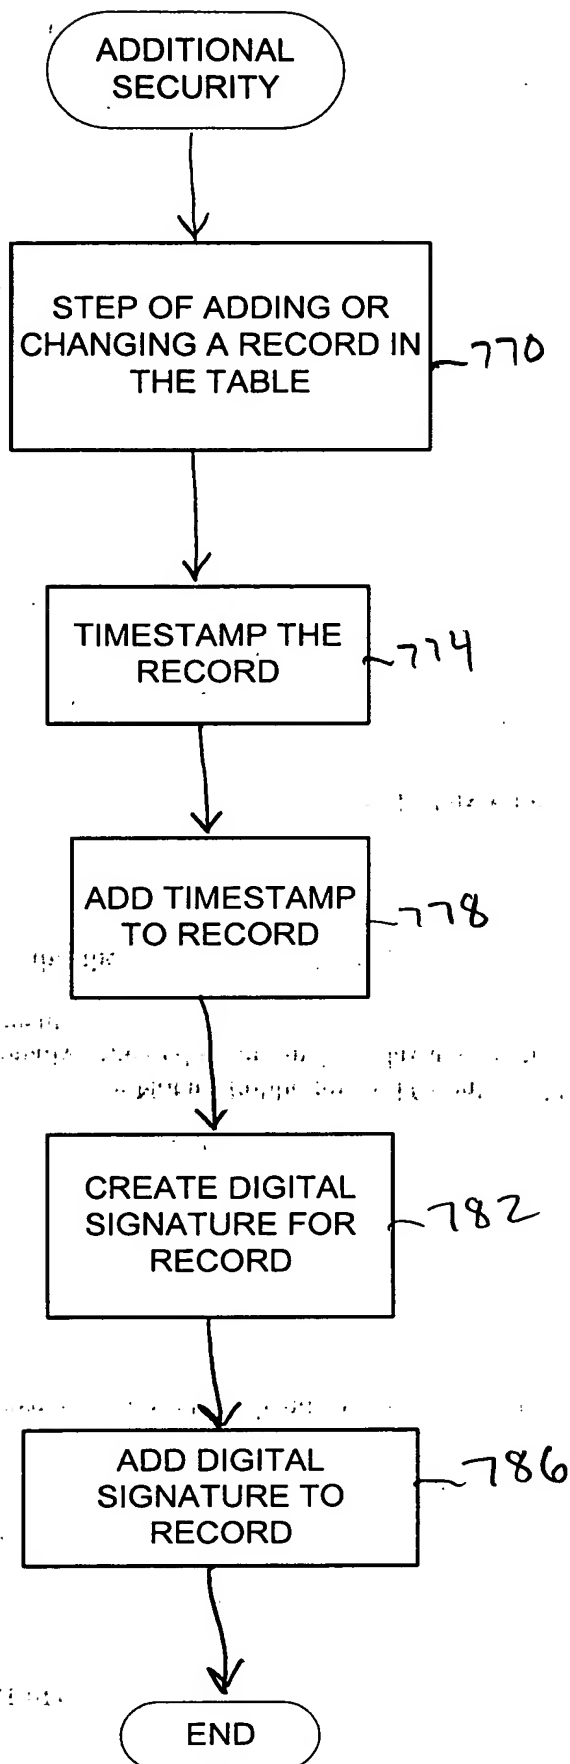 ADDITIONAL
SECURITY
STEP OF ADDING OR
CHANGING A RECORD IN
THE TABLE
770
TIMESTAMP THE
RECORD
774
ADD TIMESTAMP
TO RECORD
778
CREATE DIGITAL
SIGNATURE FOR
RECORD
782
ADD DIGITAL
SIGNATURE TO
RECORD
786
END